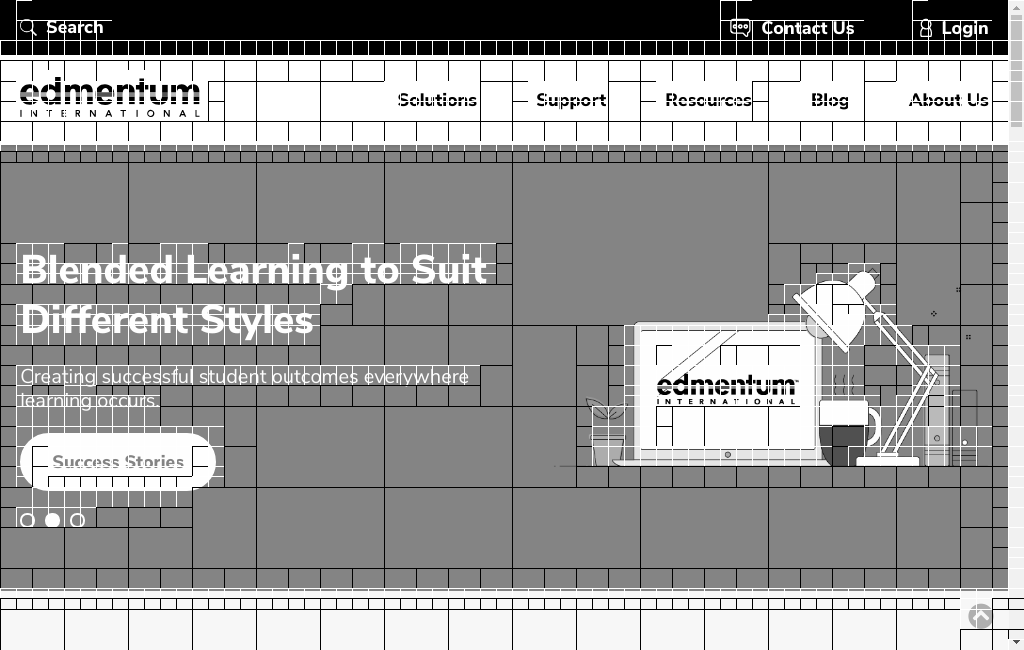 Search
Contact Us
Login
edmentum
INTERNATIONAL
Solutions
Support
Resources
Blog
About Us
Blended Learning to Suit
Different Styles
Creating successful student outcomes everywhere
learning occurs.
Success Stories
edmentum
INTERNATIONAL